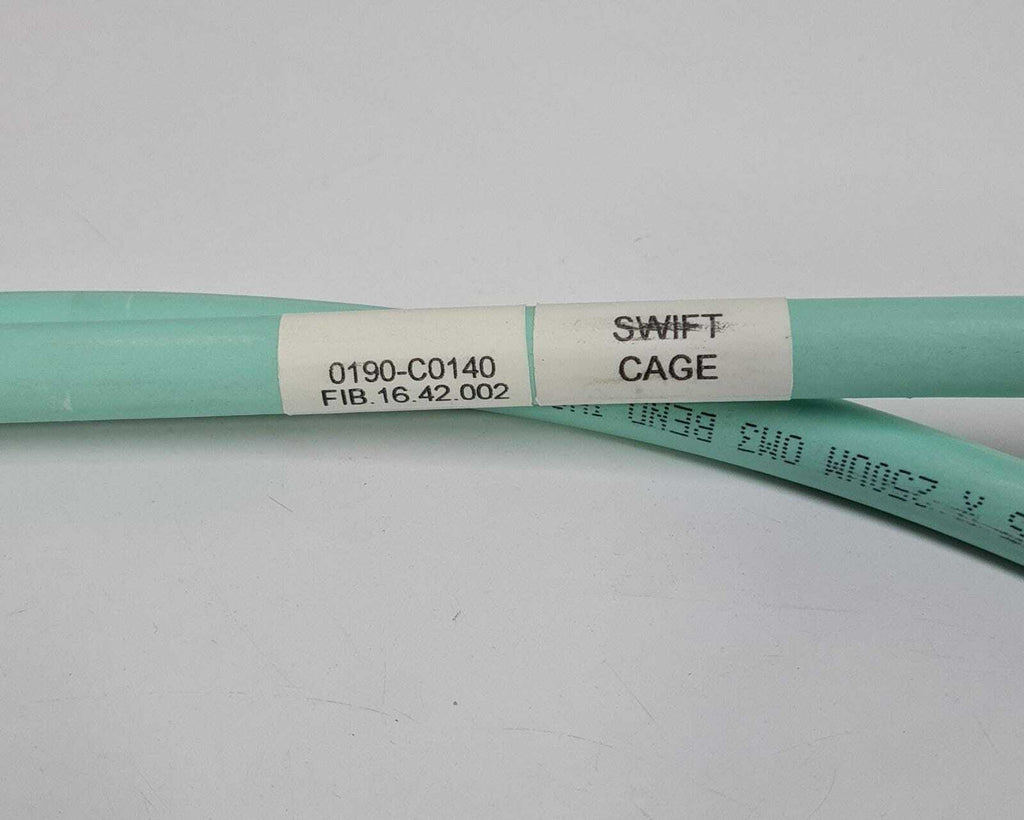 0190-C0140
FIB.16.42.002
SWIFT
CAGE
X 250UM OM3 BEND